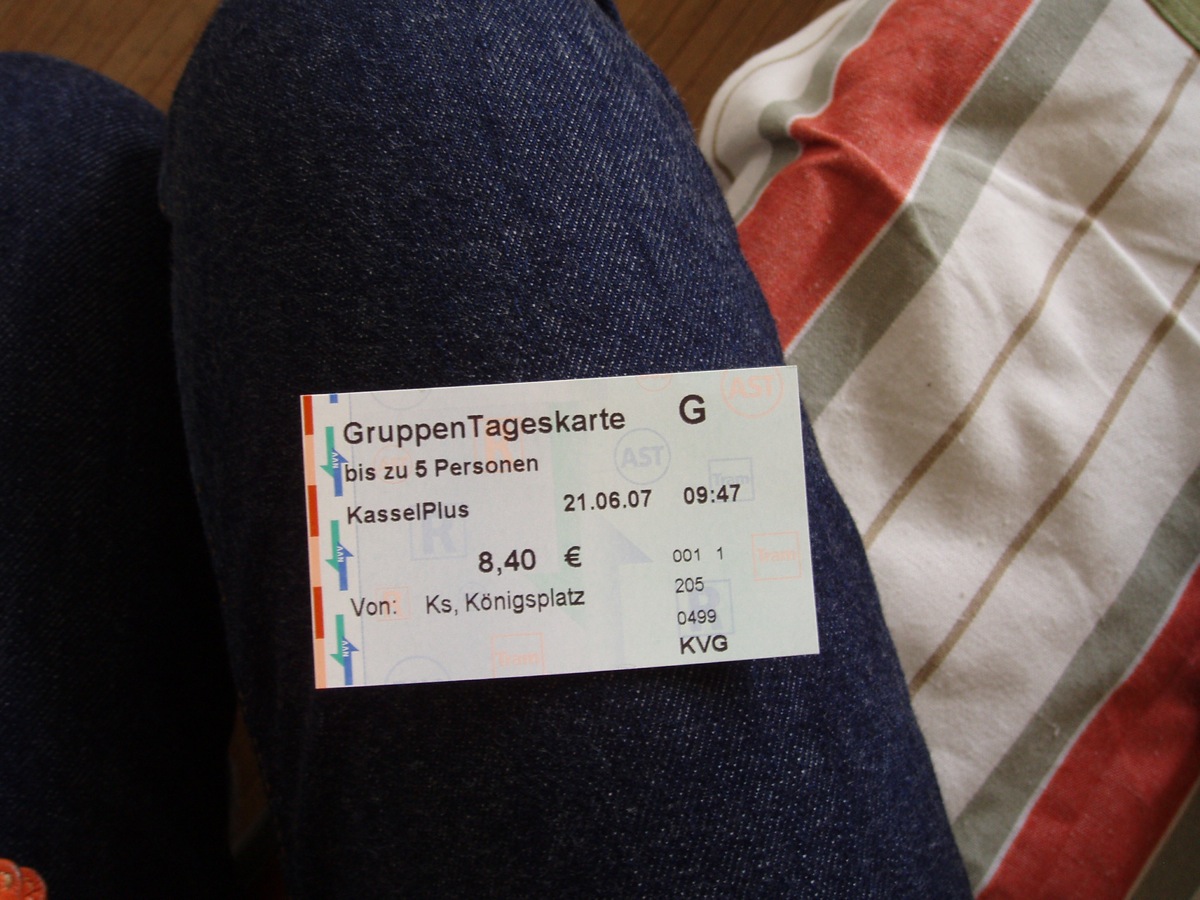 GruppenTageskarte G
bis zu 5 Personen
KasselPlus 21.06.07 09:47
8,40 €
001 1
205
Von: Ks, Königsplatz
0499
KVG
NVV
NVV
NVV
AST
AST
Tram
Tram
Tram
R
R